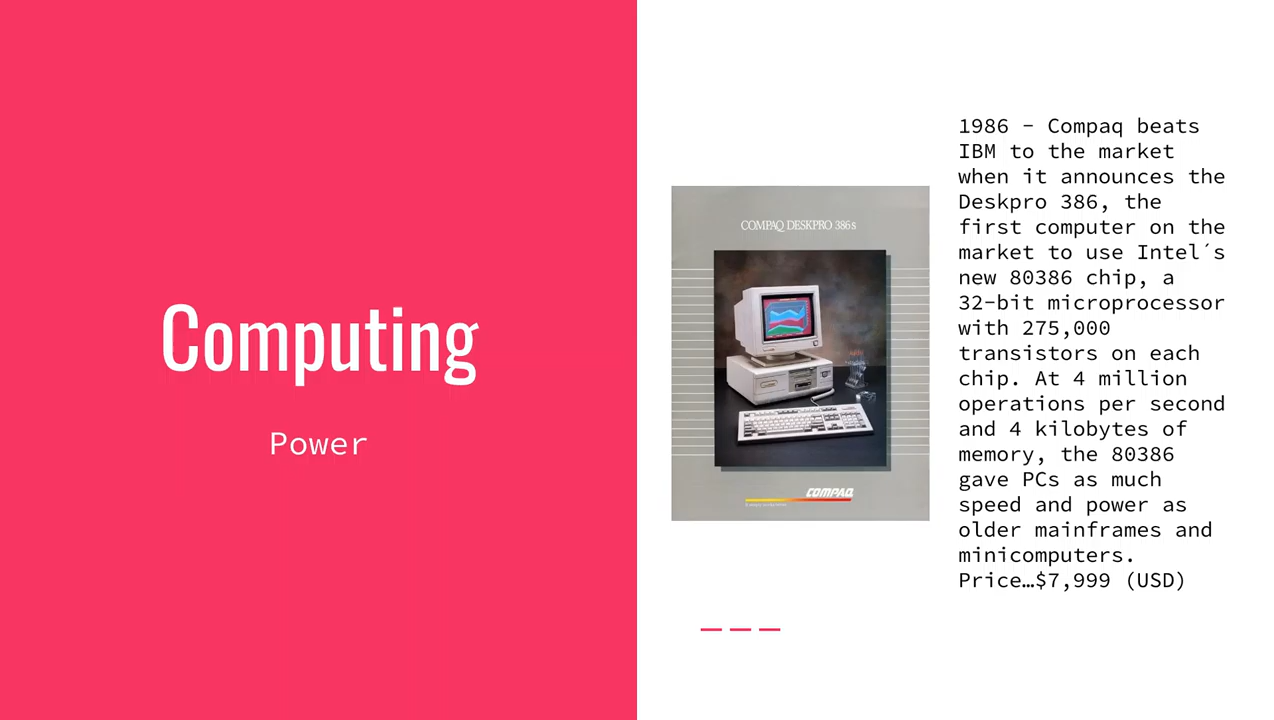 Computing
Power
COMPAQ DESKPRO 386s
COMPAQ
1986 - Compaq beats
IBM to the market
when it announces the
Deskpro 386, the
first computer on the
market to use Intel´s
new 80386 chip, a
32-bit microprocessor
with 275,000
transistors on each
chip. At 4 million
operations per second
and 4 kilobytes of
memory, the 80386
gave PCs as much
speed and power as
older mainframes and
minicomputers.
Price…$7,999 (USD)